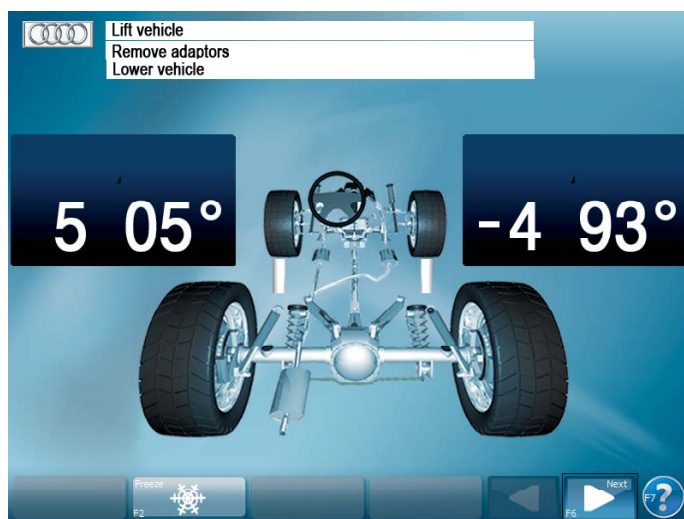 Lift vehicle
Remove adaptors
Lower vehicle
5 05°
-4 93°
Freeze
F2
Next
F6
F7 ?